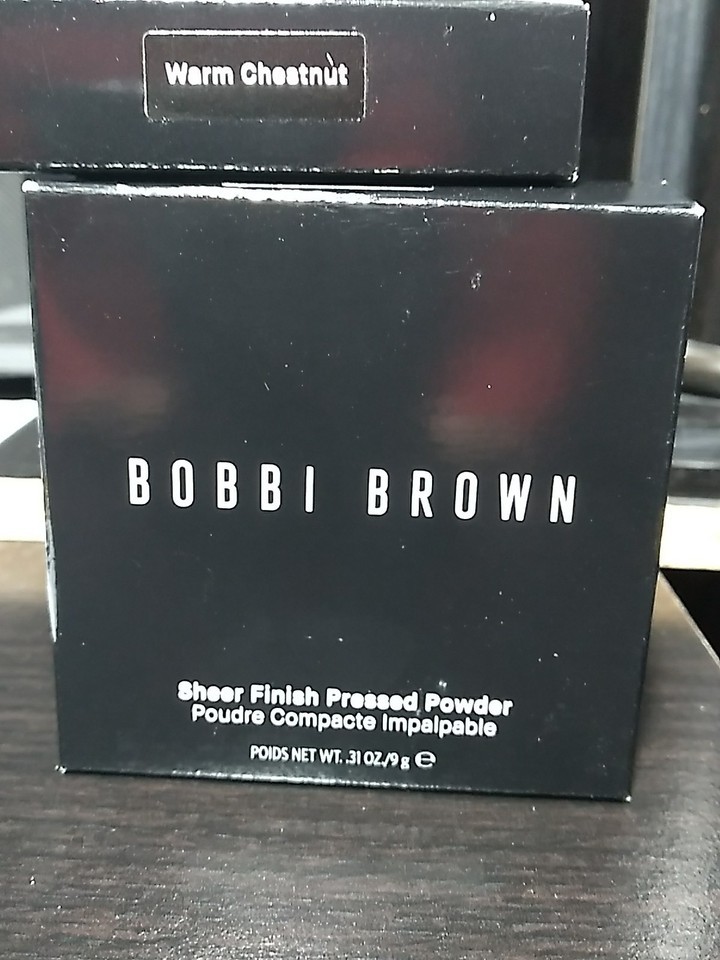 Warm Chestnut
BOBBI BROWN
Sheer Finish Pressed Powder
Poudre Compacte Impalpable
POIDS NET WT. .31 OZ./9 g ℮